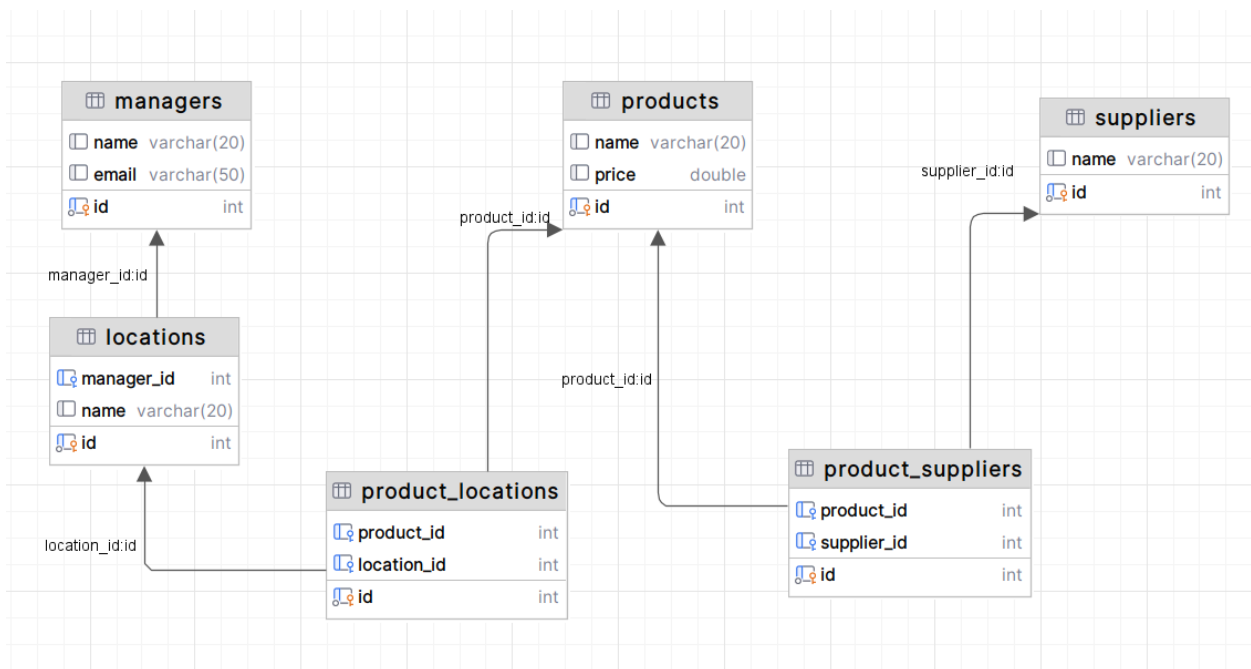 managers
name varchar(20)
email varchar(50)
id int
products
name varchar(20)
price double
id int
suppliers
name varchar(20)
id int
supplier_id:id
product_id:id
manager_id:id
locations
manager_id int
name varchar(20)
id int
product_id:id
product_locations
product_id int
location_id int
id int
product_suppliers
product_id int
supplier_id int
id int
location_id:id